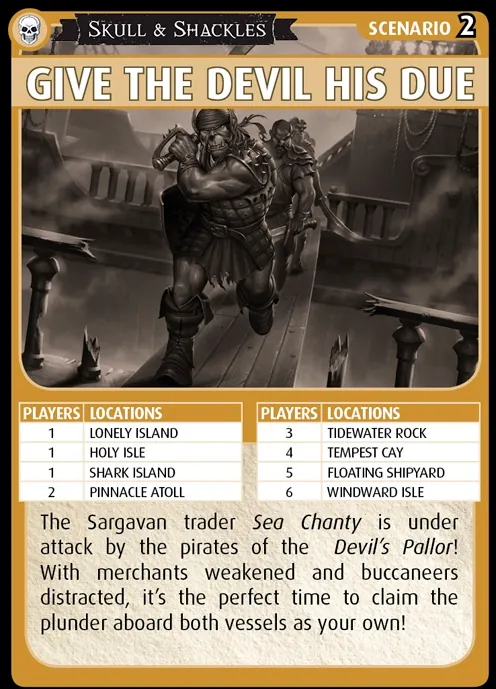 SKULL & SHACKLES
SCENARIO 2
GIVE THE DEVIL HIS DUE
PLAYERS LOCATIONS
1 LONELY ISLAND
1 HOLY ISLE
1 SHARK ISLAND
2 PINNACLE ATOLL
PLAYERS LOCATIONS
3 TIDEWATER ROCK
4 TEMPEST CAY
5 FLOATING SHIPYARD
6 WINDWARD ISLE
The Sargavan trader Sea Chanty is under
attack by the pirates of the Devil's Pallor!
With merchants weakened and buccaneers
distracted, it's the perfect time to claim the
plunder aboard both vessels as your own!